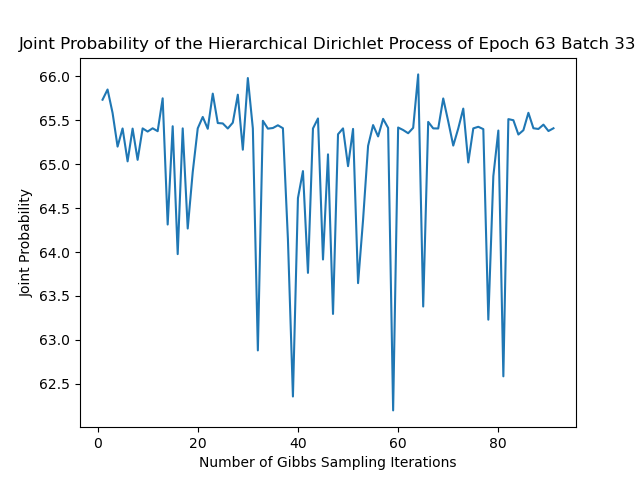 Joint Probability of the Hierarchical Dirichlet Process of Epoch 63 Batch 33
66.0
65.5
65.0
64.5
64.0
63.5
63.0
62.5
Joint Probability
0 20 40 60 80
Number of Gibbs Sampling Iterations